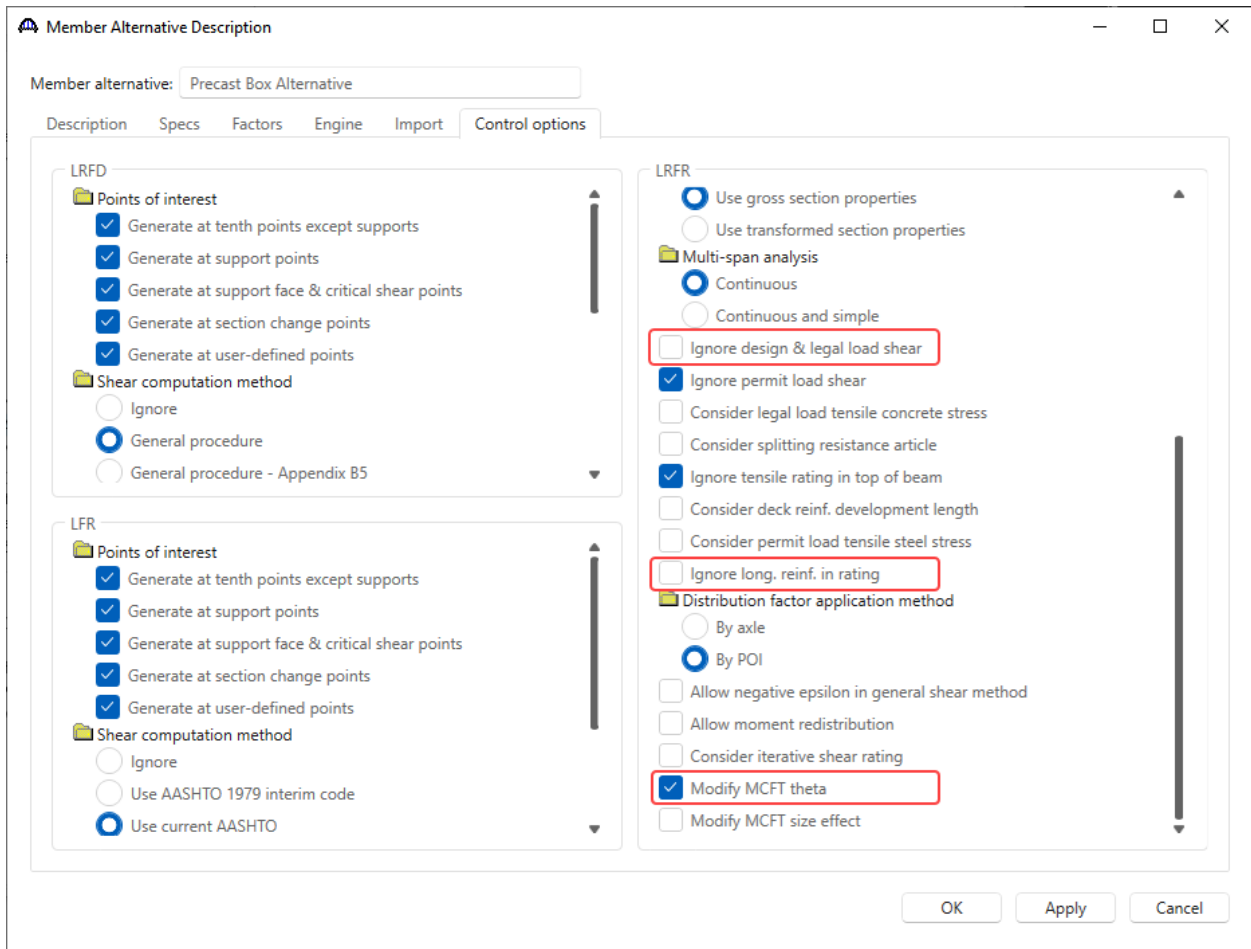 Member Alternative Description
Member alternative: Precast Box Alternative
Description Specs Factors Engine Import Control options
LRFD
Points of interest
Generate at tenth points except supports
Generate at support points
Generate at support face & critical shear points
Generate at section change points
Generate at user-defined points
Shear computation method
Ignore
General procedure
General procedure - Appendix B5
LFR
Points of interest
Generate at tenth points except supports
Generate at support points
Generate at support face & critical shear points
Generate at section change points
Generate at user-defined points
Shear computation method
Ignore
Use AASHTO 1979 interim code
Use current AASHTO
LRFR
Use gross section properties
Use transformed section properties
Multi-span analysis
Continuous
Continuous and simple
Ignore design & legal load shear
Ignore permit load shear
Consider legal load tensile concrete stress
Consider splitting resistance article
Ignore tensile rating in top of beam
Consider deck reinf. development length
Consider permit load tensile steel stress
Ignore long. reinf. in rating
Distribution factor application method
By axle
By POI
Allow negative epsilon in general shear method
Allow moment redistribution
Consider iterative shear rating
Modify MCFT theta
Modify MCFT size effect
OK Apply Cancel